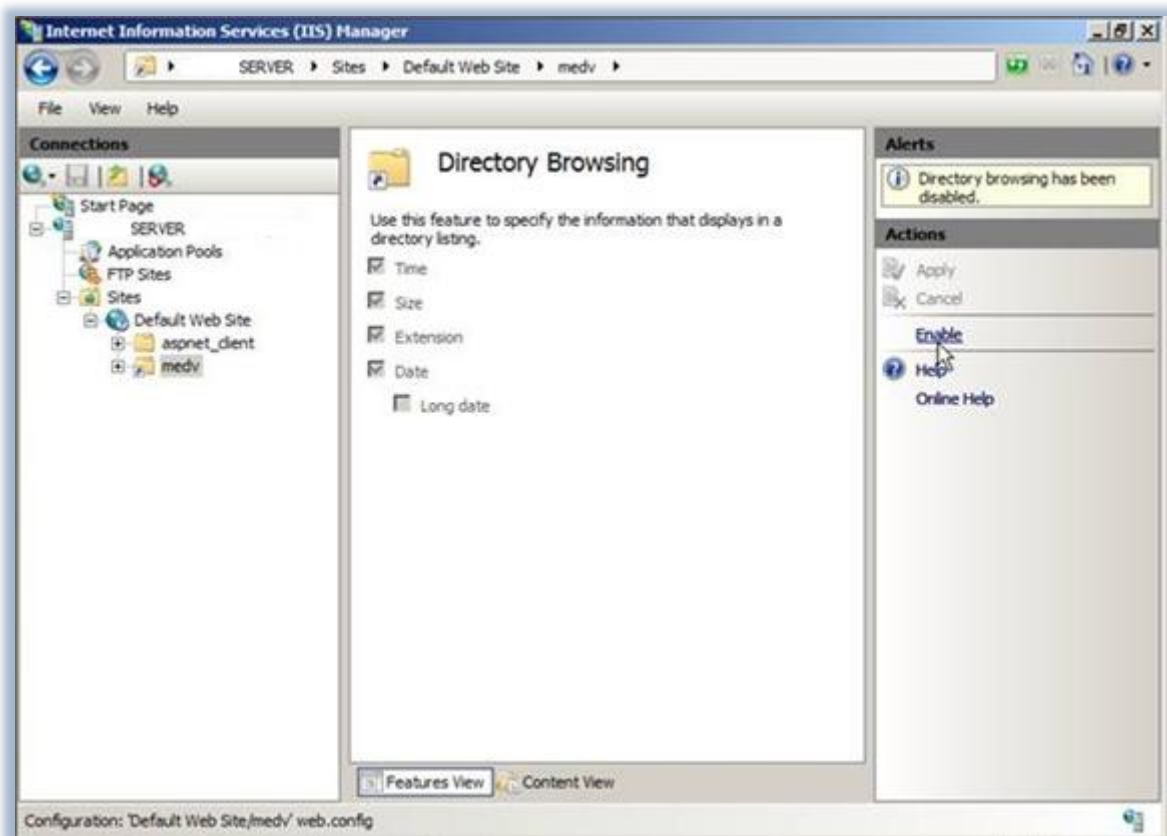 Internet Information Services (IIS) Manager
SERVER Sites Default Web Site medv
File View Help
Connections
Start Page
SERVER
Application Pools
FTP Sites
Sites
Default Web Site
aspnet_client
medv
Directory Browsing
Use this feature to specify the information that displays in a
directory listing.
Time
Size
Extension
Date
Long date
Features View Content View
Alerts
Directory browsing has been
disabled.
Actions
Apply
Cancel
Enable
Help
Online Help
Configuration: 'Default Web Site/medv' web.config